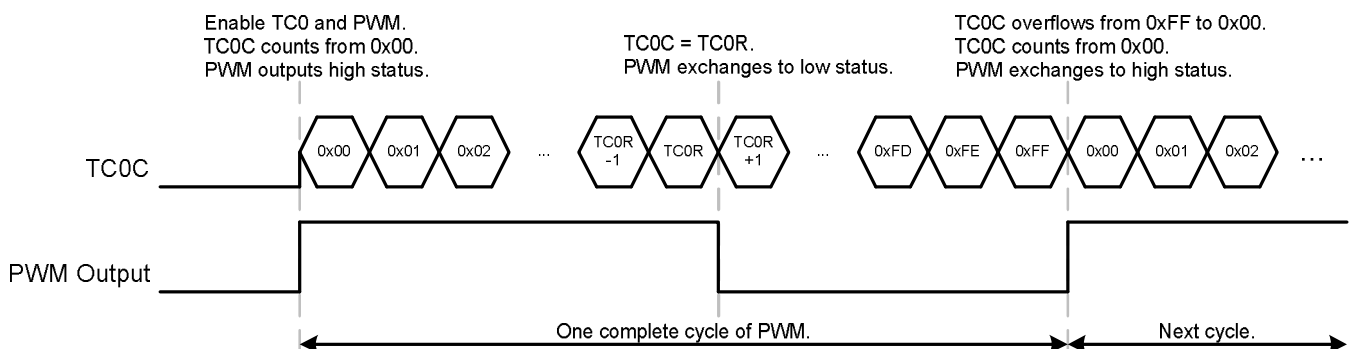 Enable TC0 and PWM.
TC0C counts from 0x00.
PWM outputs high status.
TC0C = TC0R.
PWM exchanges to low status.
TC0C overflows from 0xFF to 0x00.
TC0C counts from 0x00.
PWM exchanges to high status.
TC0C
0x00
0x01
0x02
...
TC0R
-1
TC0R
TC0R
+1
...
0xFD
0xFE
0xFF
0x00
0x01
0x02
...
PWM Output
One complete cycle of PWM.
Next cycle.